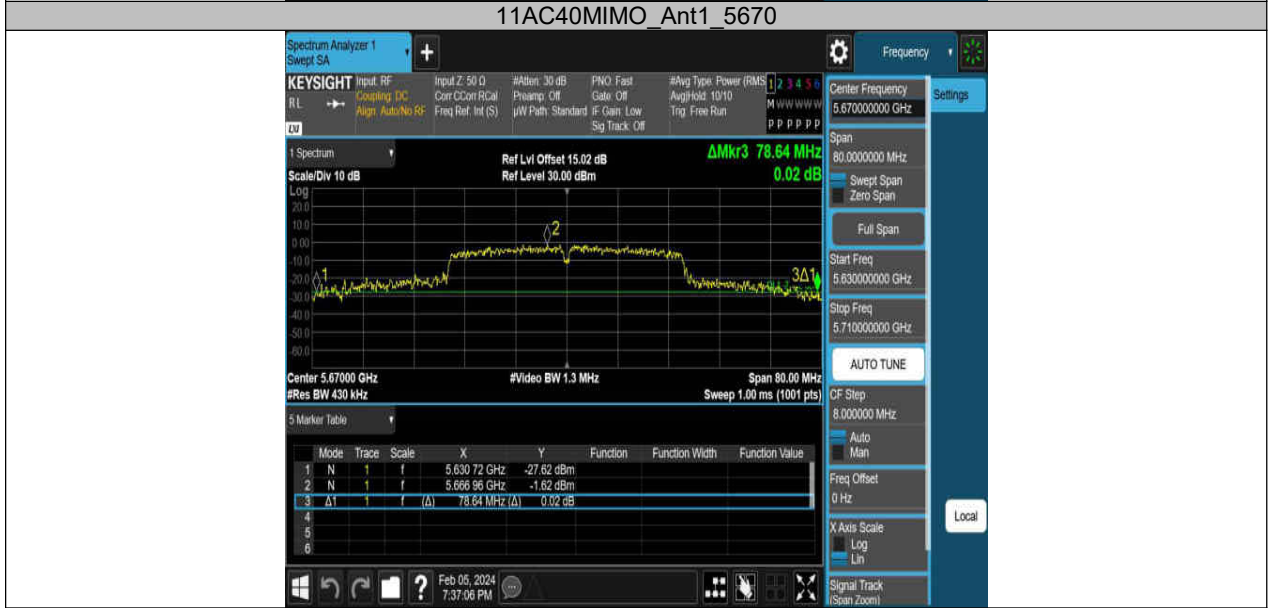 11AC40MIMO_Ant1_5670
Spectrum Analyzer 1
Swept SA
+
Frequency
KEYSIGHT
RL
LXI
Input: RF
Coupling: DC
Align: Auto/No RF
Input Z: 50 Ω
Corr CCorr RCal
Freq Ref: Int (S)
#Atten: 30 dB
Preamp: Off
µW Path: Standard
PNO: Fast
Gate: Off
IF Gain: Low
Sig Track: Off
#Avg Type: Power (RMS
Avg|Hold: 10/10
Trig: Free Run
1 2 3 4 5 6
M W W W W W
P P P P P P
1 Spectrum
Scale/Div 10 dB
Ref Lvl Offset 15.02 dB
Ref Level 30.00 dBm
ΔMkr3 78.64 MHz
0.02 dB
Log
20.0
10.0
0.00
-10.0
-20.0
-30.0
-40.0
-50.0
-60.0
1
2
3Δ1
Center 5.67000 GHz
#Res BW 430 kHz
#Video BW 1.3 MHz
Span 80.00 MHz
Sweep 1.00 ms (1001 pts)
5 Marker Table
Mode Trace Scale X Y Function Function Width Function Value
1 N 1 f 5.630 72 GHz -27.62 dBm
2 N 1 f 5.666 96 GHz -1.62 dBm
3 Δ1 1 f (Δ) 78.64 MHz (Δ) 0.02 dB
4
5
6
Feb 05, 2024
7:37:06 PM
Center Frequency
5.670000000 GHz
Span
80.0000000 MHz
Swept Span
Zero Span
Full Span
Start Freq
5.630000000 GHz
Stop Freq
5.710000000 GHz
AUTO TUNE
CF Step
8.000000 MHz
Auto
Man
Freq Offset
0 Hz
X Axis Scale
Log
Lin
Signal Track
(Span Zoom)
Settings
Local